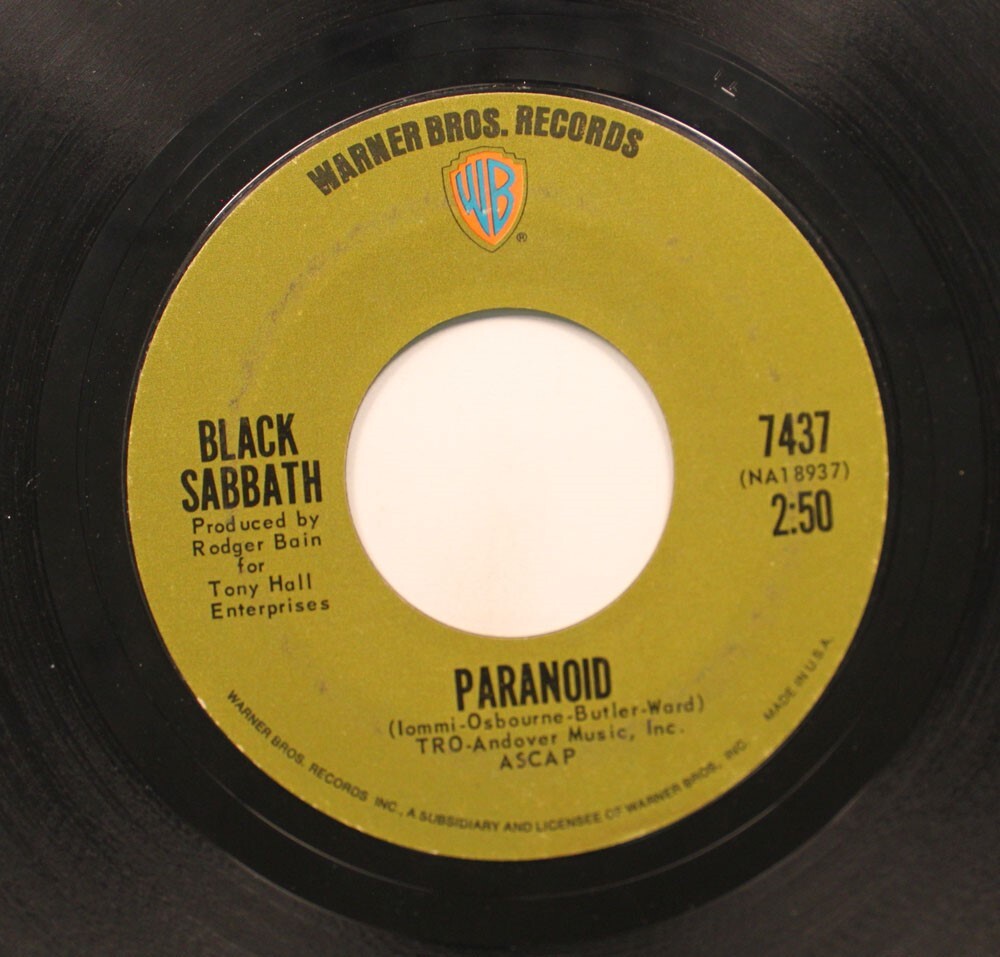 WARNER BROS. RECORDS
WB
®
BLACK
SABBATH
Produced by
Rodger Bain
for
Tony Hall
Enterprises
7437
(NA18937)
2:50
PARANOID
(Iommi-Osbourne-Butler-Ward)
TRO-Andover Music, Inc.
ASCAP
WARNER BROS. RECORDS INC., A SUBSIDIARY AND LICENSEE OF WARNER BROS., INC.
MADE IN U.S.A.